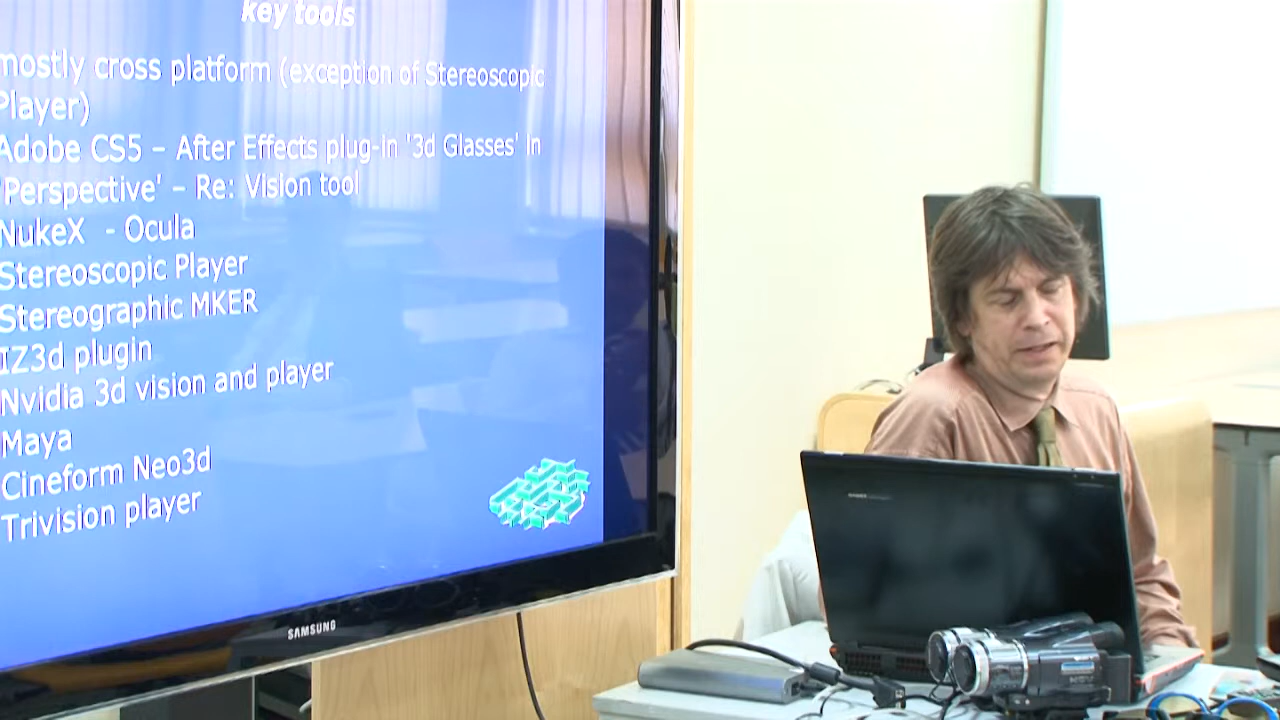 key tools
mostly cross platform (exception of Stereoscopic
Player)
Adobe CS5 – After Effects plug-in '3d Glasses' in
'Perspective' – Re: Vision tool
NukeX - Ocula
Stereoscopic Player
Stereographic MKER
IZ3d plugin
Nvidia 3d vision and player
Maya
Cineform Neo3d
Trivision player
SAMSUNG